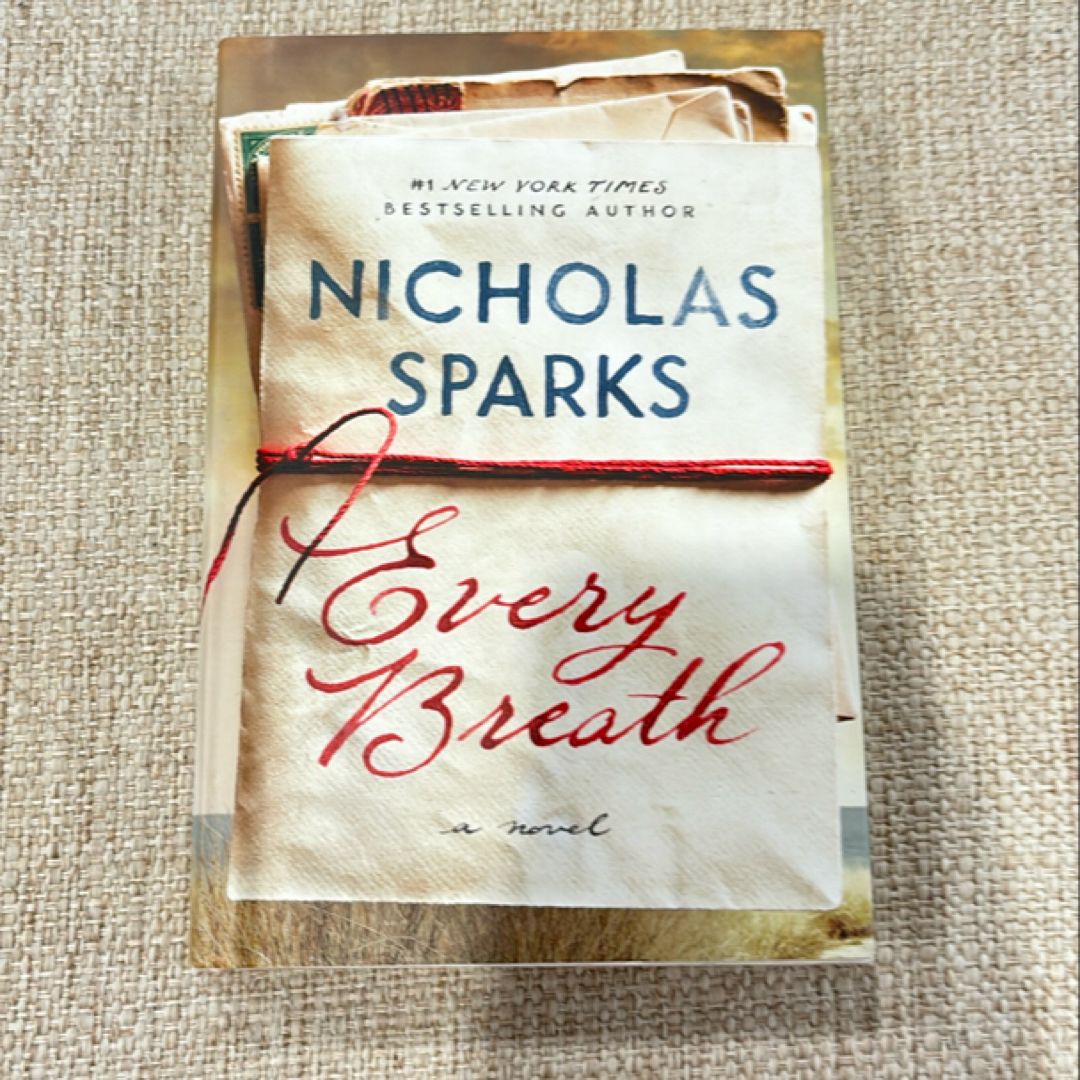 #1 NEW YORK TIMES
BESTSELLING AUTHOR
NICHOLAS
SPARKS
Every
Breath
a novel